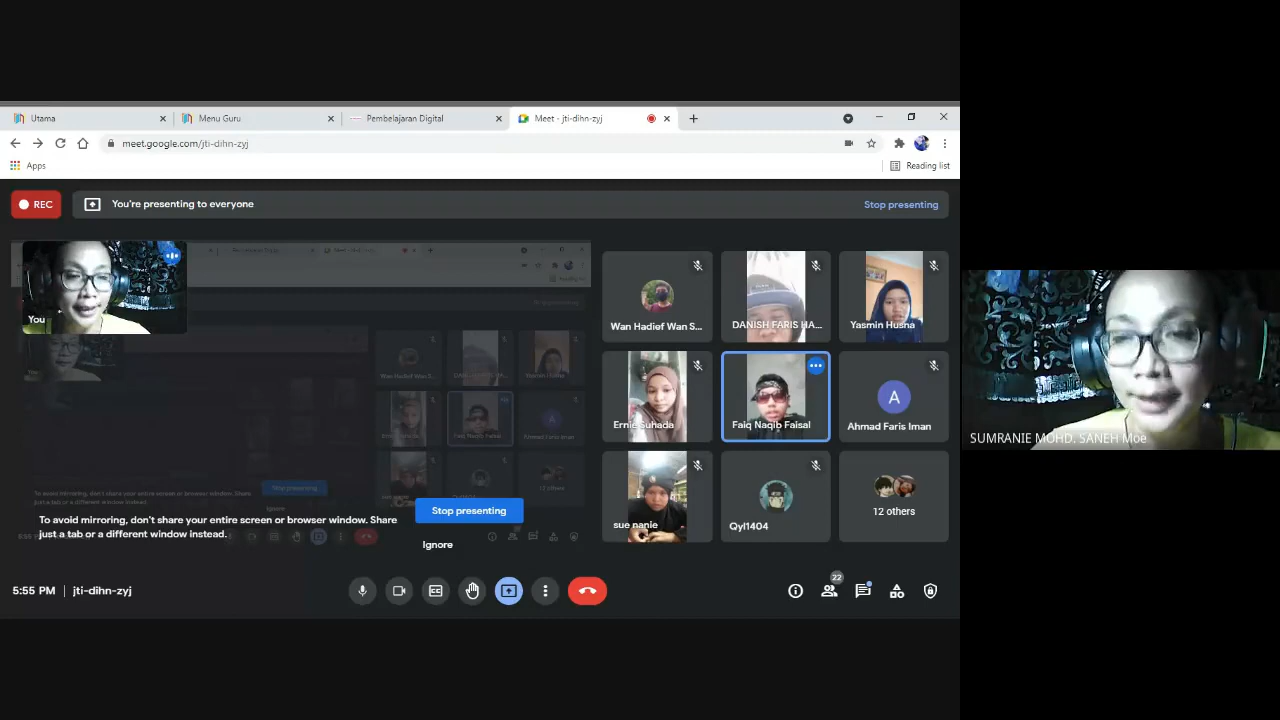 Utama
Menu Guru
Pembelajaran Digital
Meet - jti-dihn-zyj
meet.google.com/jti-dihn-zyj
Apps
Reading list
REC
You're presenting to everyone
Stop presenting
You
To avoid mirroring, don't share your entire screen or browser window. Share
just a tab or a different window instead.
Stop presenting
Ignore
Wan Hadief Wan S...
DANISH FARIS HA...
Yasmin Husna
Ernie Suhada
Faiq Naqib Faisal
A
Ahmad Faris Iman
sue nanie
Qyl1404
12 others
SUMRANIE MOHD. SANEH Moe
5:55 PM | jti-dihn-zyj
22